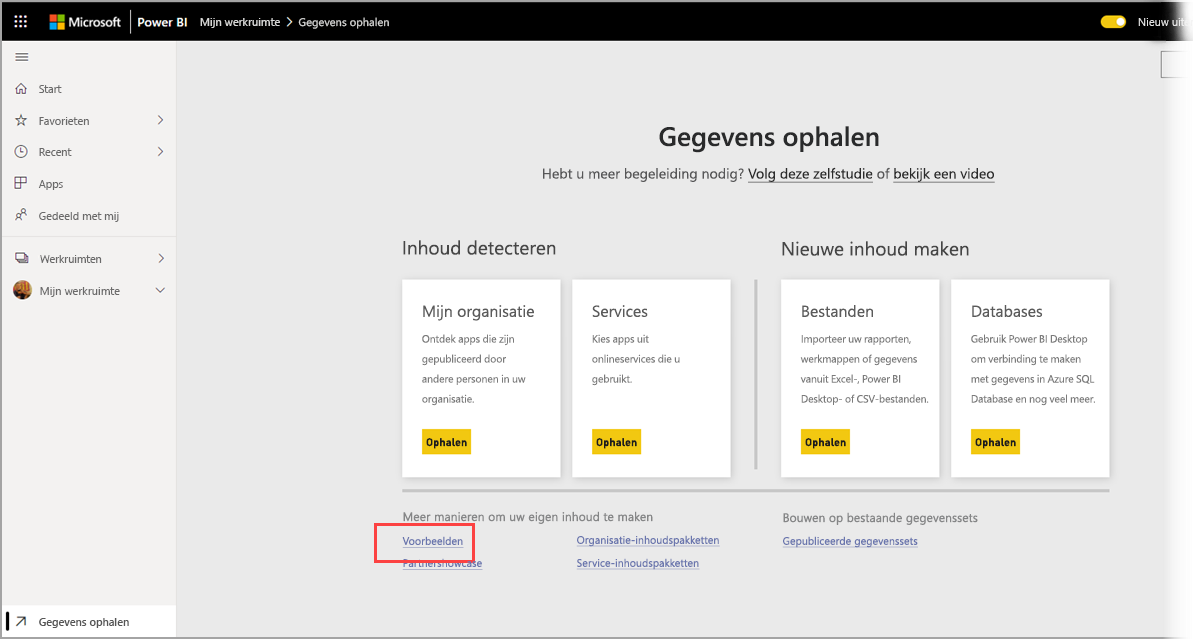 Microsoft Power BI Mijn werkruimte > Gegevens ophalen Nieuw uit
Start
Favorieten
Recent
Apps
Gedeeld met mij
Werkruimten
Mijn werkruimte
Gegevens ophalen
Gegevens ophalen
Hebt u meer begeleiding nodig? Volg deze zelfstudie of bekijk een video
Inhoud detecteren
Mijn organisatie
Ontdek apps die zijn
gepubliceerd door
andere personen in uw
organisatie.
Ophalen
Services
Kies apps uit
onlineservices die u
gebruikt.
Ophalen
Nieuwe inhoud maken
Bestanden
Importeer uw rapporten,
werkmappen of gegevens
vanuit Excel-, Power BI
Desktop- of CSV-bestanden.
Ophalen
Databases
Gebruik Power BI Desktop
om verbinding te maken
met gegevens in Azure SQL
Database en nog veel meer.
Ophalen
Meer manieren om uw eigen inhoud te maken
Voorbeelden
Partnershowcase
Organisatie-inhoudspakketten
Service-inhoudspakketten
Bouwen op bestaande gegevenssets
Gepubliceerde gegevenssets